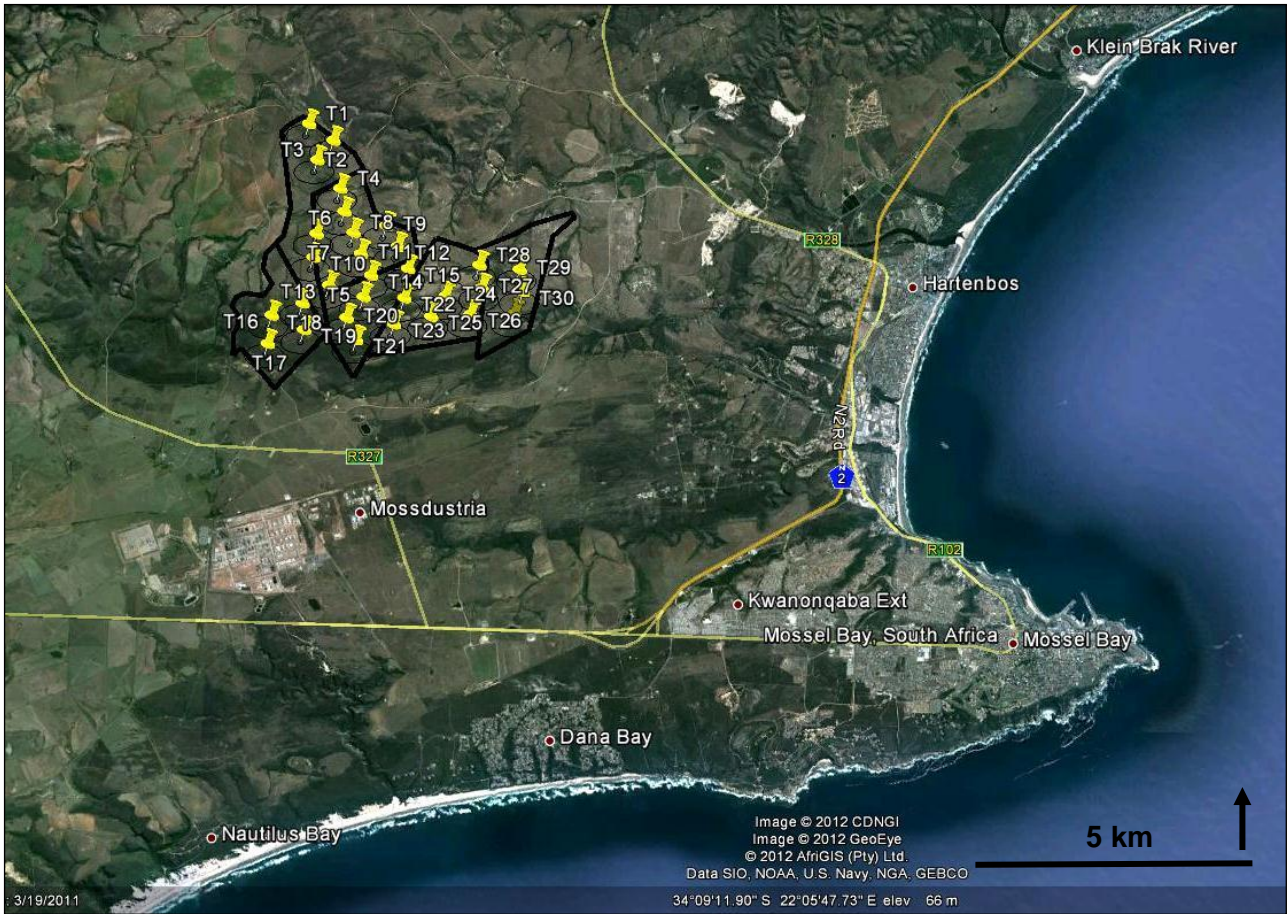 Klein Brak River
T1
T3
T2
T4
T6
T8
T9
R328
T7
T11
T12
T10
T28
T29
Hartenbos
T5
T14
T15
T27
T13
T24
T30
T16
T22
T18
T20
T25
T26
T19
T23
T17
T21
N2Rd
R327
2
Mossdustria
R102
Kwanonqaba Ext
Mossel Bay, South Africa
Mossel Bay
Dana Bay
Nautilus Bay
Image © 2012 CDNGI
Image © 2012 GeoEye
© 2012 AfriGIS (Pty) Ltd.
Data SIO, NOAA, U.S. Navy, NGA, GEBCO
5 km
: 3/19/2011
34°09'11.90" S 22°05'47.73" E elev 66 m